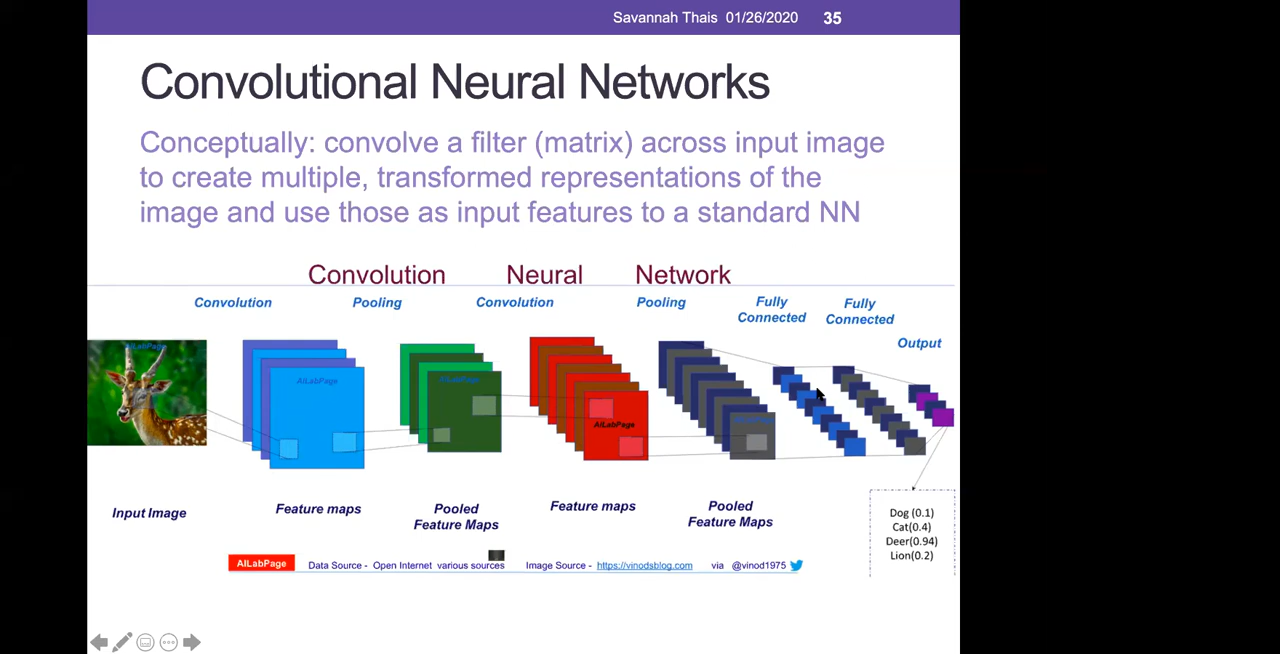 Savannah Thais 01/26/2020 35
Convolutional Neural Networks
Conceptually: convolve a filter (matrix) across input image
to create multiple, transformed representations of the
image and use those as input features to a standard NN
Convolution Neural Network
Convolution Pooling Convolution Pooling Fully Connected Fully Connected Output
AILabPage
AILabPage
AILabPage
AILabPage
Input Image
Feature maps
Pooled
Feature Maps
Feature maps
Pooled
Feature Maps
Dog (0.1)
Cat(0.4)
Deer(0.94)
Lion(0.2)
AILabPage Data Source - Open Internet various sources Image Source - https://vinodsblog.com via @vinod1975